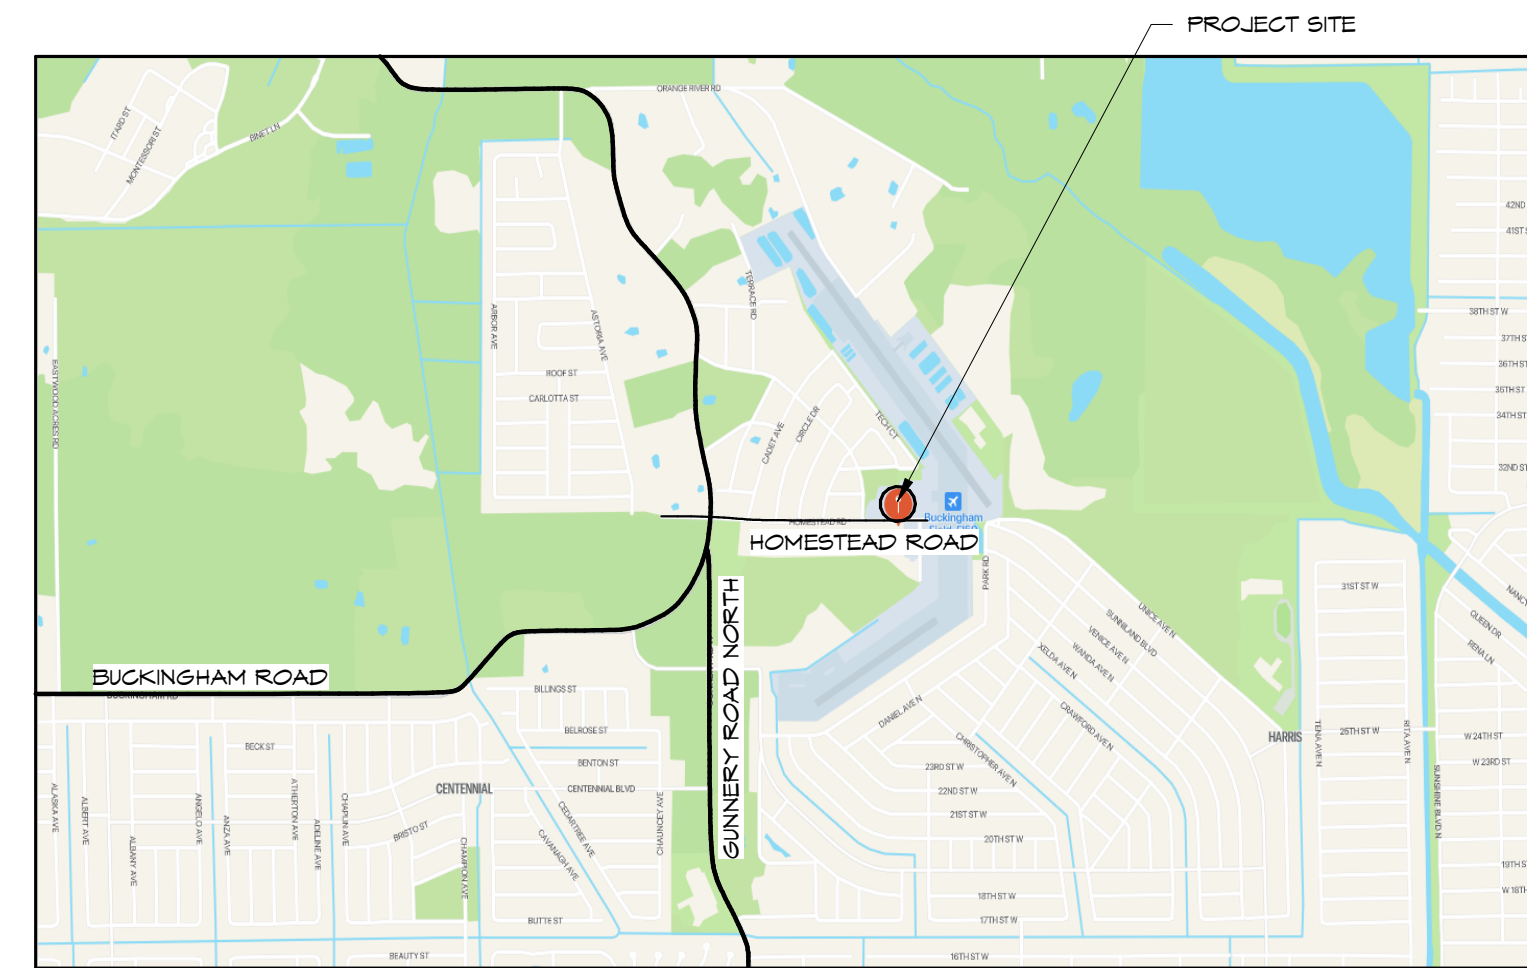 PROJECT SITE
ORANGE RIVER RD
ITARD ST
MONTESSORI ST
BINET LN
42ND
41ST S
TERRACE RD
ARBOR AVE
ASTORIA AVE
38TH ST W
37TH S
36TH ST
EASTWOOD ACRES RD
ROOF ST
CARLOTTA ST
35TH ST
34TH ST
CADET AVE
CIRCLE DR
TECH CT
32ND ST
HOMESTEAD RD
Buckingham
HOMESTEAD ROAD
PARK RD
31ST ST W
NANCY
UNICE AVE N
SUNNILAND BLVD
VENICE AVE N
WANDA AVE N
XELDA AVE N
QUEEN DR
RENA LN
GUNNERY ROAD NORTH
BUCKINGHAM ROAD
BUCKINGHAM RD
BILLINGS ST
DANIEL AVE N
CRAWFORD AVE N
BELROSE ST
BECK ST
CHRISTOPHER AVE N
HARRIS
TENA AVE N
25TH ST W
RITA AVE N
W 24TH ST
W 23RD ST
BENTON ST
23RD ST W
CENTENNIAL
CENTENNIAL BLVD
22ND ST W
21ST ST W
20TH ST W
ALASKA AVE
ALBERT AVE
ALBANY AVE
ANGELO AVE
ANZA AVE
ATHERTON AVE
ADELINE AVE
CHAPLIN AVE
BRISTO ST
CHAMPION AVE
CEDARTREE AVE
CAVANAGH AVE
CHAUNCEY AVE
SUNSHINE BLVD N
19TH S
W 18TH
18TH ST W
17TH ST W
BUTTE ST
BEAUTY ST
16TH ST W